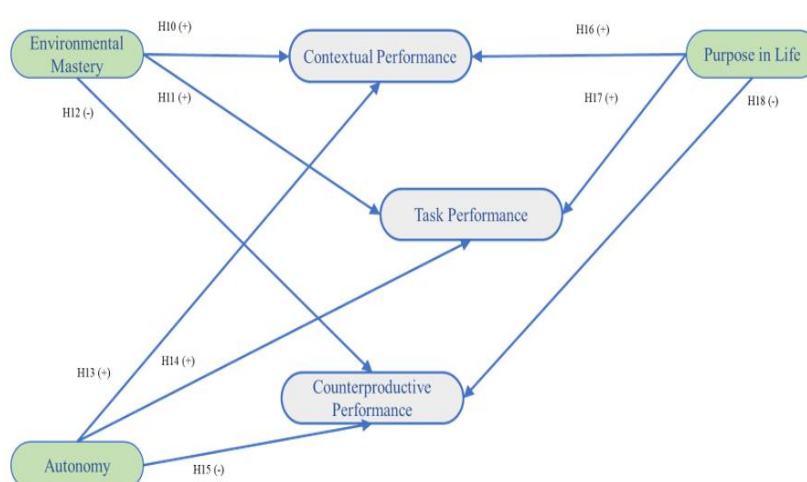 H10 (+)
H16 (+)
Environmental
Mastery
Contextual Performance
Purpose in Life
H11 (+)
H17 (+)
H18 (-)
H12 (-)
Task Performance
H14 (+)
H13 (+)
Counterproductive
Performance
Autonomy
H15 (-)